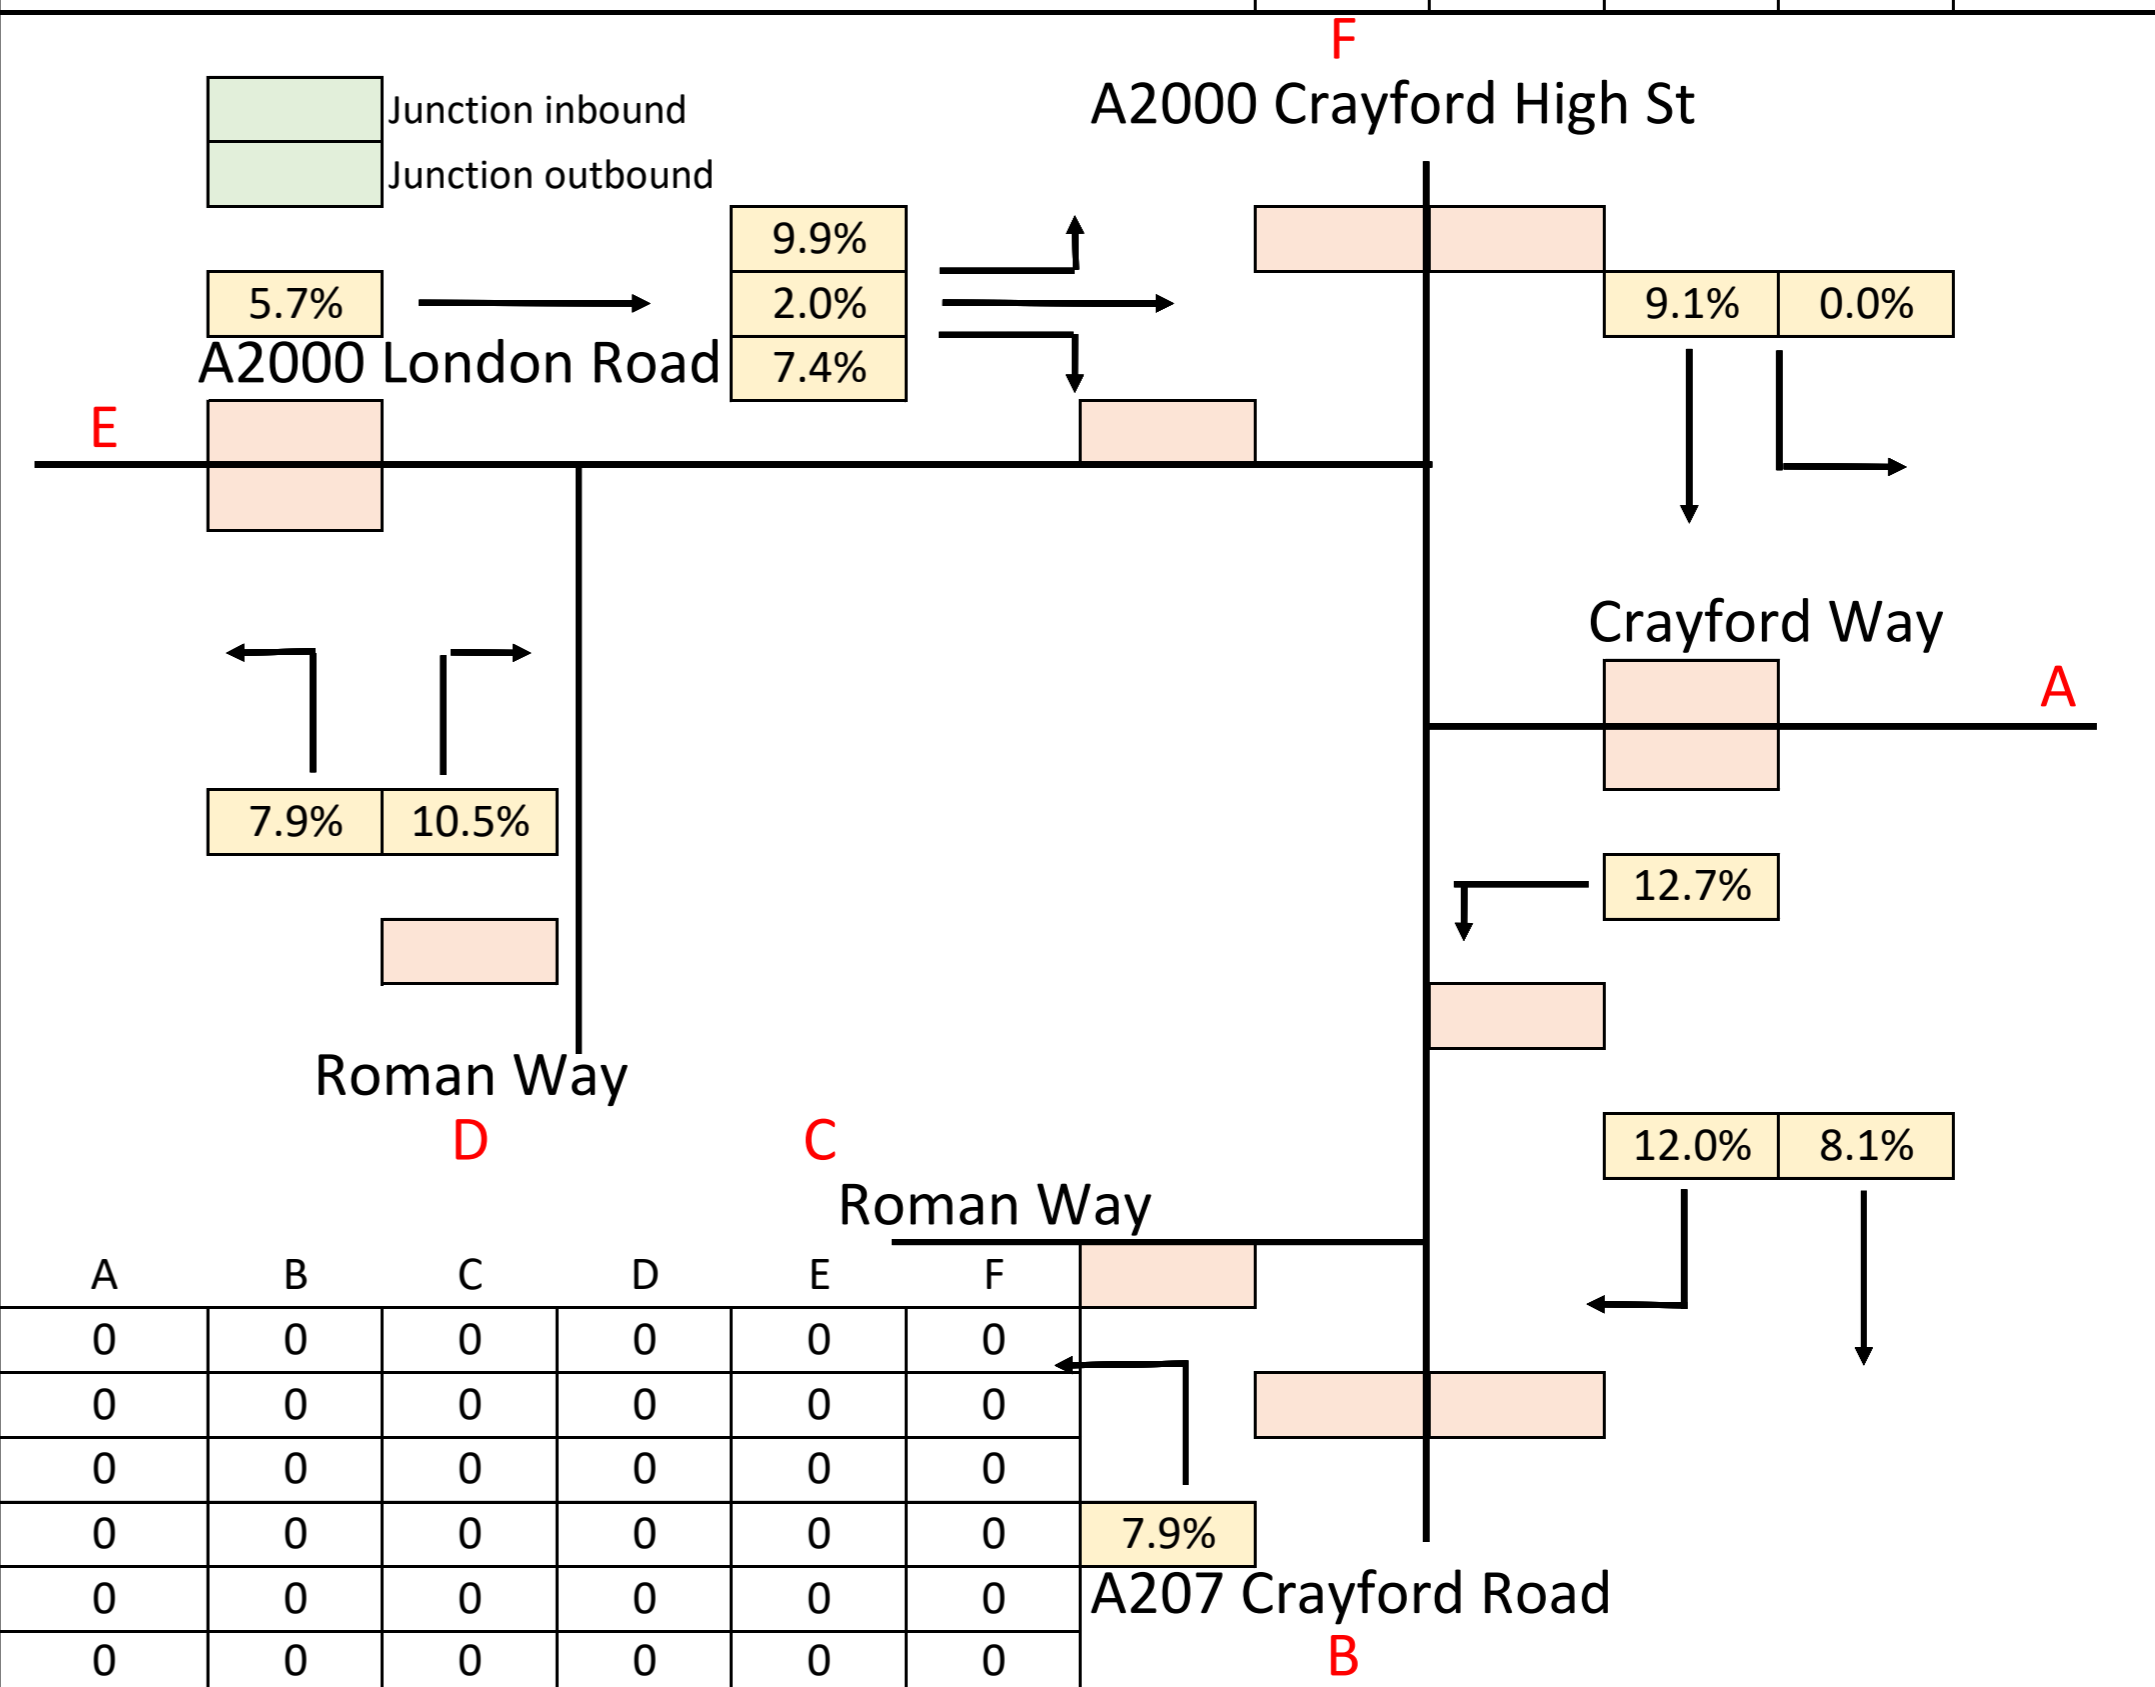 F
A2000 Crayford High St
Junction inbound
Junction outbound
9.9%
5.7%
2.0%
9.1%
0.0%
A2000 London Road
7.4%
E
Crayford Way
A
7.9%
10.5%
12.7%
Roman Way
D
C
12.0%
8.1%
Roman Way
A B C D E F
0 0 0 0 0 0
0 0 0 0 0 0
0 0 0 0 0 0
0 0 0 0 0 0
7.9%
0 0 0 0 0 0
A207 Crayford Road
0 0 0 0 0 0
B